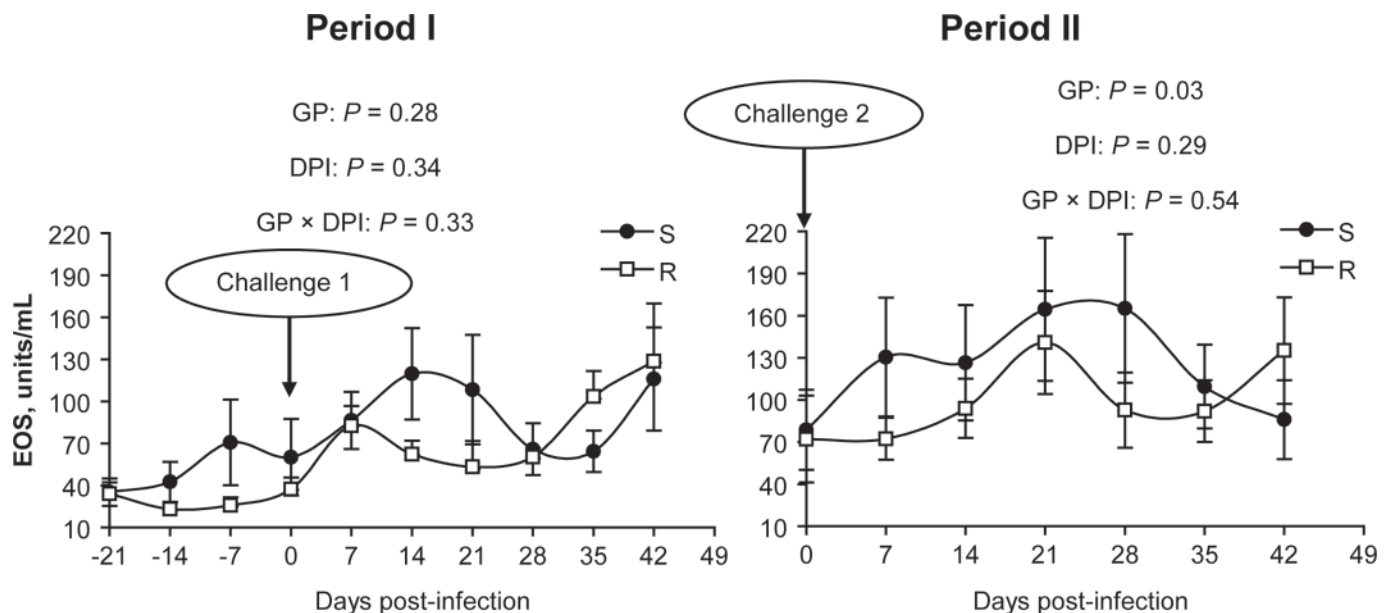 Period I
GP: P = 0.28
DPI: P = 0.34
GP × DPI: P = 0.33
S
R
Challenge 1
EOS, units/mL
220
190
160
130
100
70
40
10
-21 -14 -7 0 7 14 21 28 35 42 49
Days post-infection
Period II
GP: P = 0.03
Challenge 2
DPI: P = 0.29
GP × DPI: P = 0.54
S
R
220
190
160
130
100
70
40
10
0 7 14 21 28 35 42 49
Days post-infection